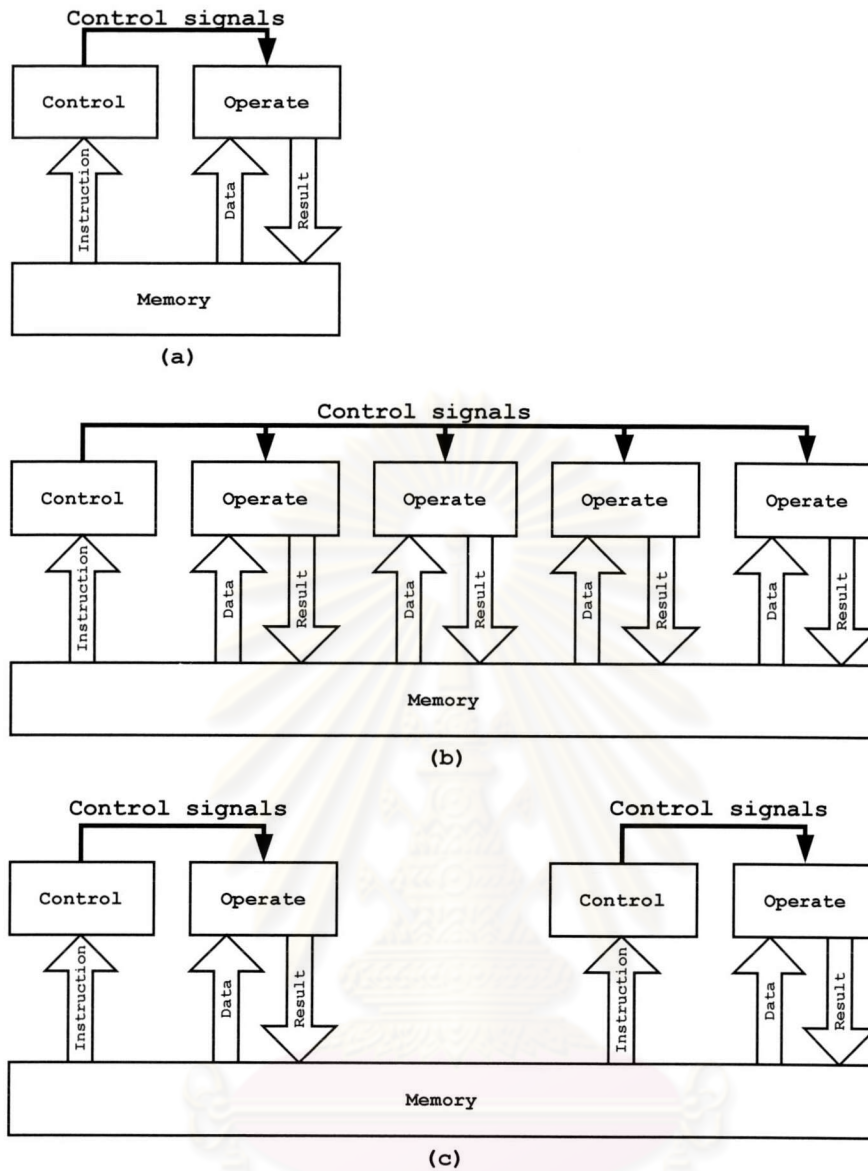 Control signals
Control Operate
Instruction Data Result
Memory
(a)
Control signals
Control Operate Operate Operate Operate
Instruction Data Result Data Result Data Result Data Result
Memory
(b)
Control signals Control signals
Control Operate Control Operate
Instruction Data Result Instruction Data Result
Memory
(c)